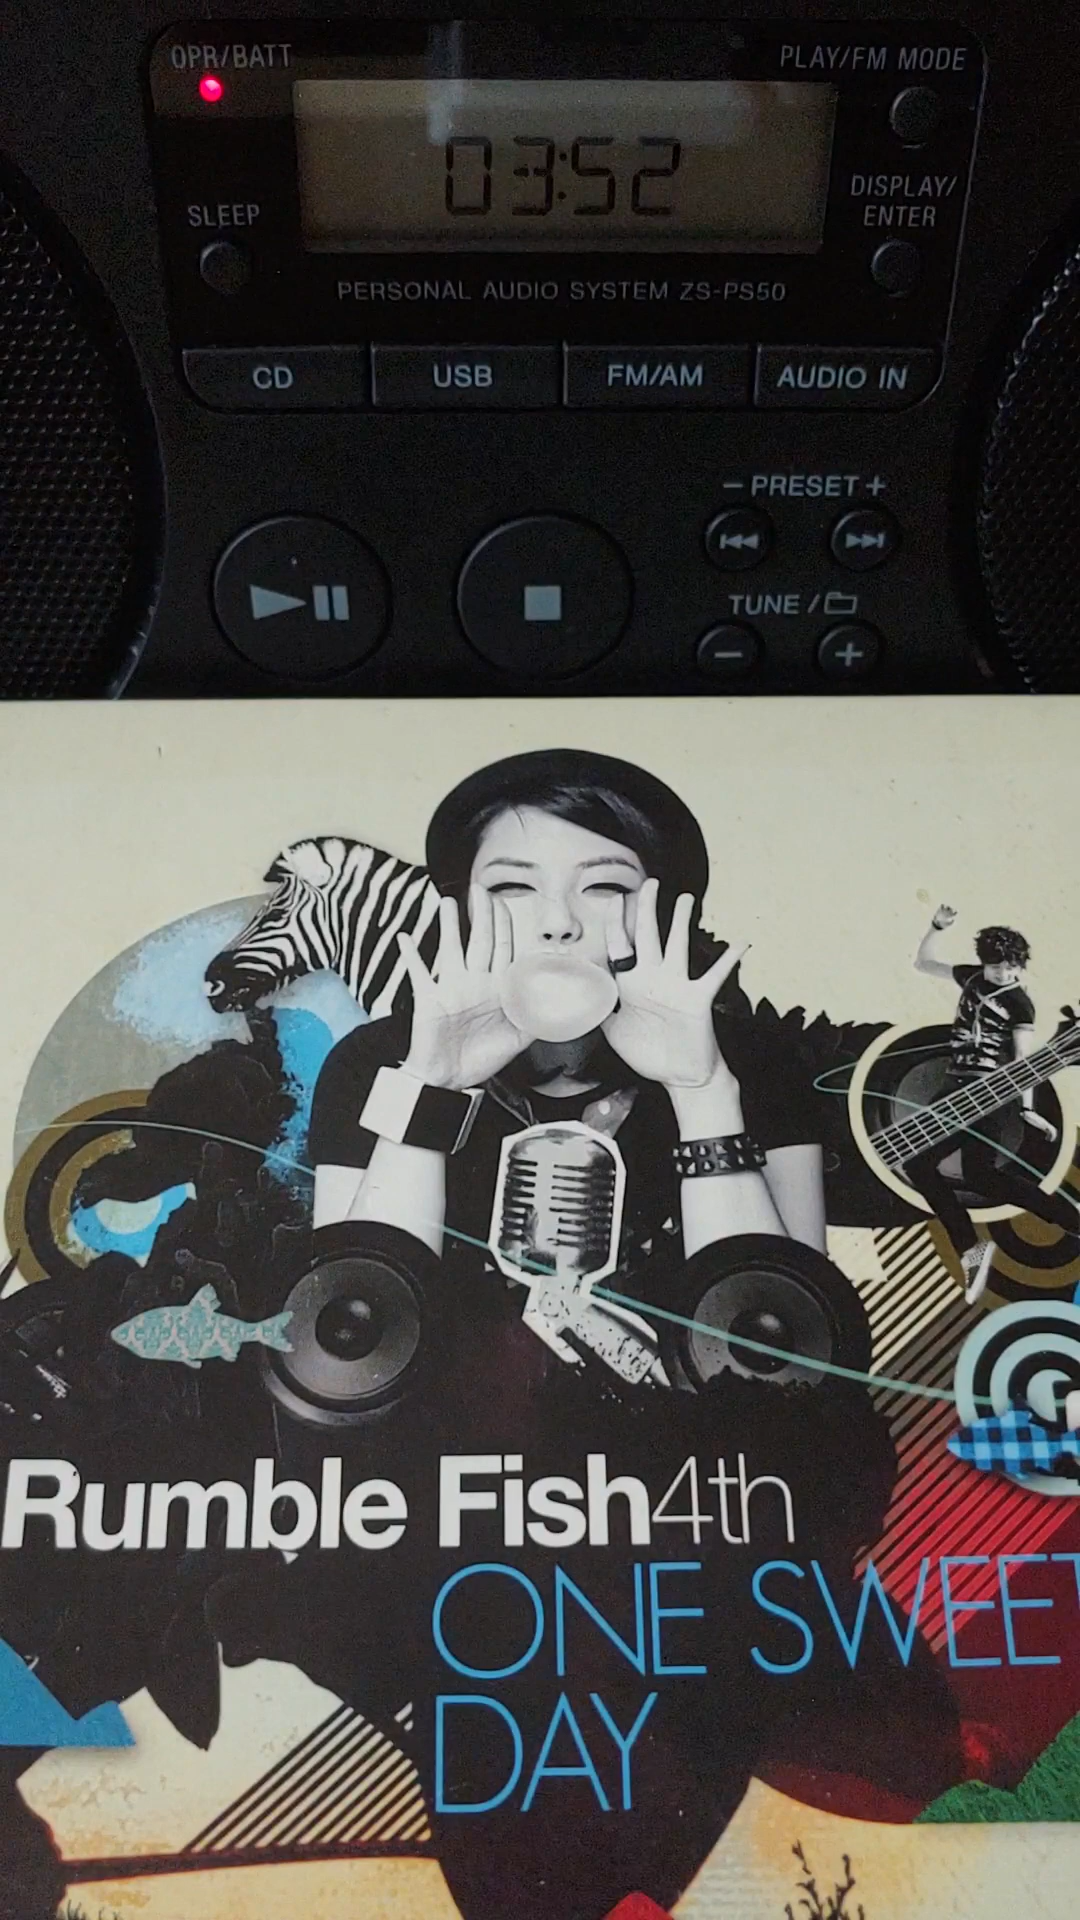 OPR/BATT
PLAY/FM MODE
03:52
DISPLAY/
ENTER
SLEEP
PERSONAL AUDIO SYSTEM ZS-PS50
CD
USB
FM/AM
AUDIO IN
− PRESET +
TUNE /
− +
Rumble Fish4th
ONE SWEET
DAY